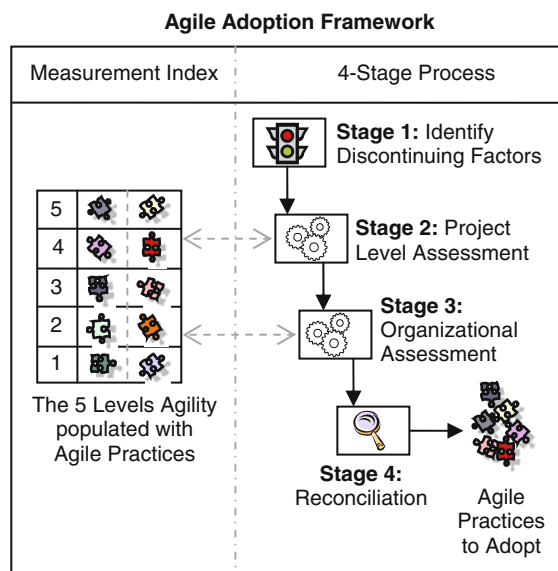 Agile Adoption Framework
Measurement Index
4-Stage Process
Stage 1: Identify
Discontinuing Factors
5
4
3
2
1
Stage 2: Project
Level Assessment
Stage 3:
Organizational
Assessment
The 5 Levels Agility
populated with
Agile Practices
Stage 4:
Reconciliation
Agile
Practices
to Adopt